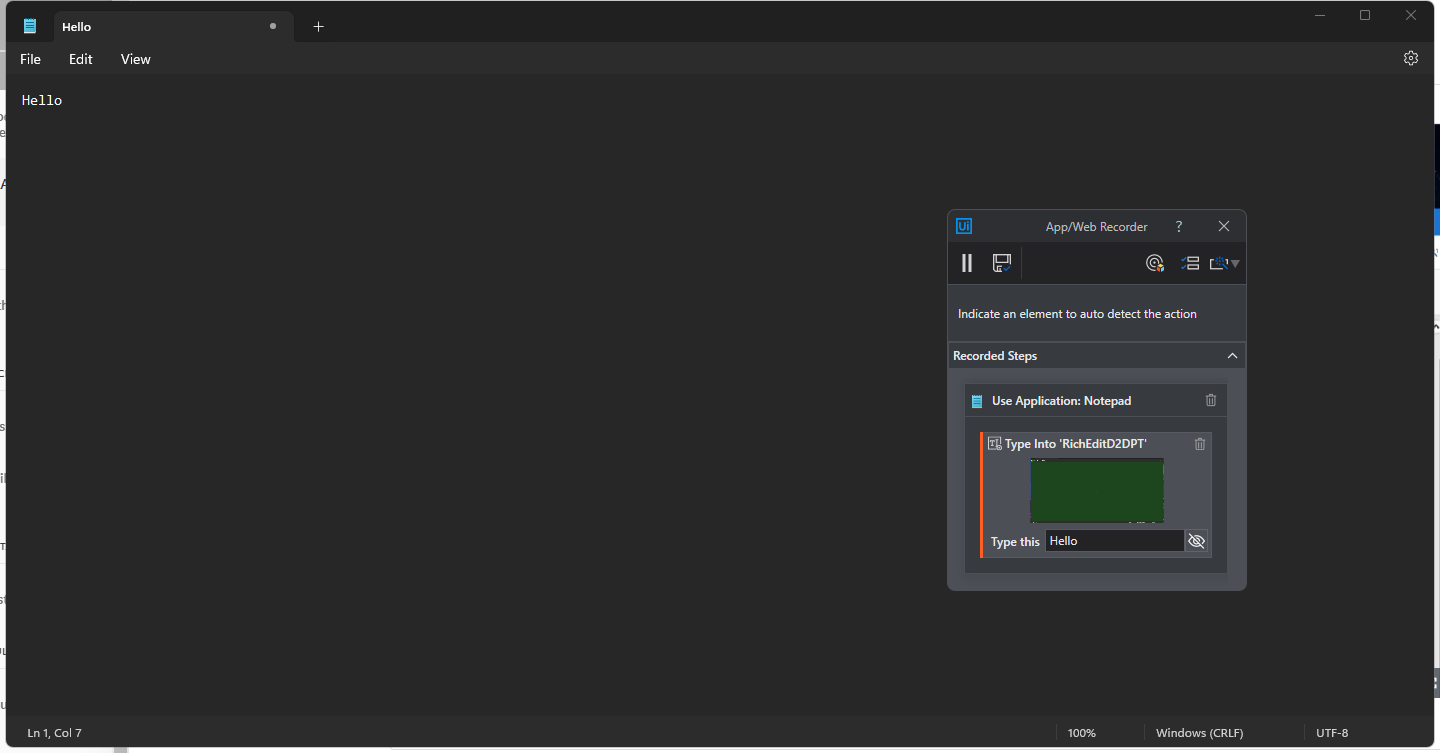 Hello
File Edit View
Hello
Ui App/Web Recorder ?
Indicate an element to auto detect the action
Recorded Steps
Use Application: Notepad
Type Into 'RichEditD2DPT'
Type this Hello
Ln 1, Col 7 100% Windows (CRLF) UTF-8